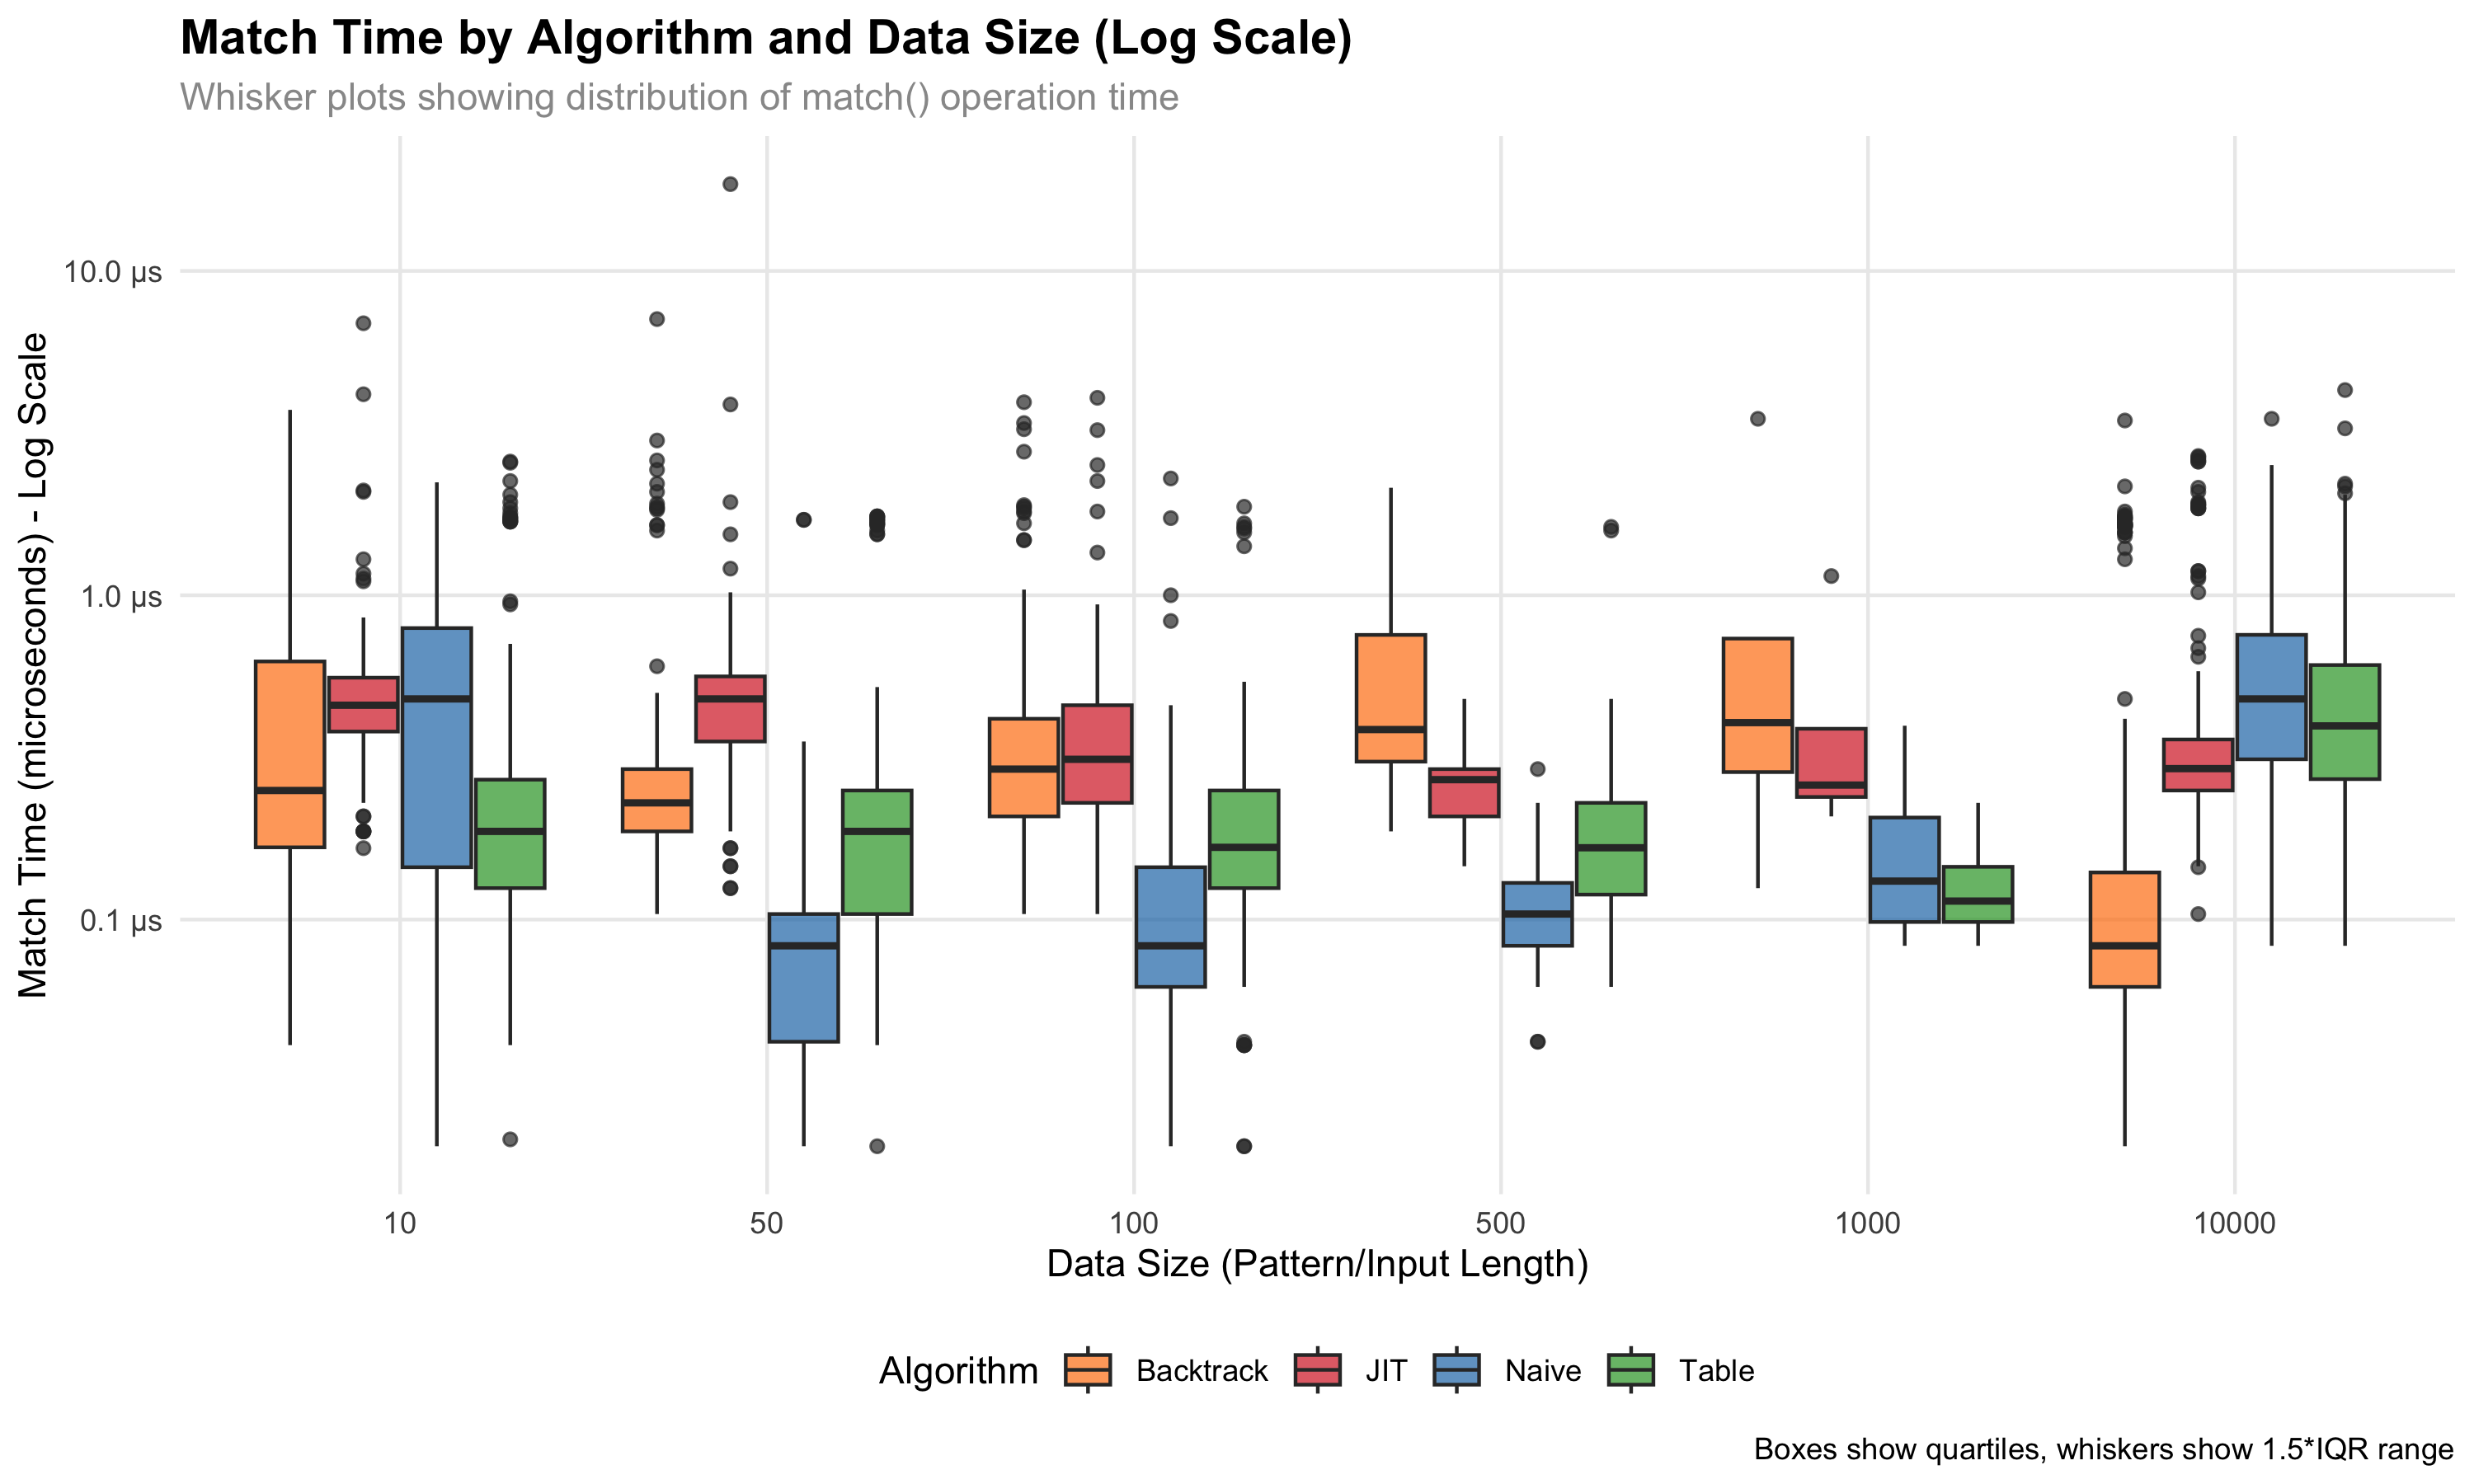 Match Time by Algorithm and Data Size (Log Scale)
Whisker plots showing distribution of match() operation time
Match Time (microseconds) - Log Scale
10.0 µs
1.0 µs
0.1 µs
10 50 100 500 1000 10000
Data Size (Pattern/Input Length)
Algorithm Backtrack JIT Naive Table
Boxes show quartiles, whiskers show 1.5*IQR range